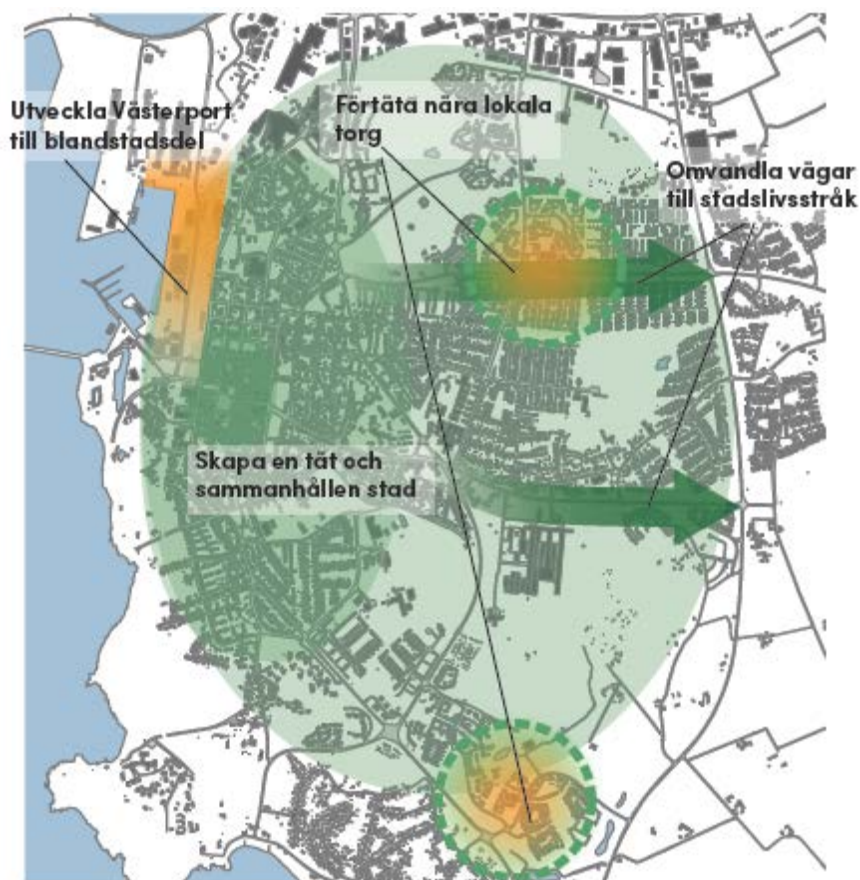 Utveckla Västerport
till blandstadsdel
Förtäta nära lokala
torg
Omvandla vägar
till stadslivsstråk
Skapa en tät och
sammanhållen stad